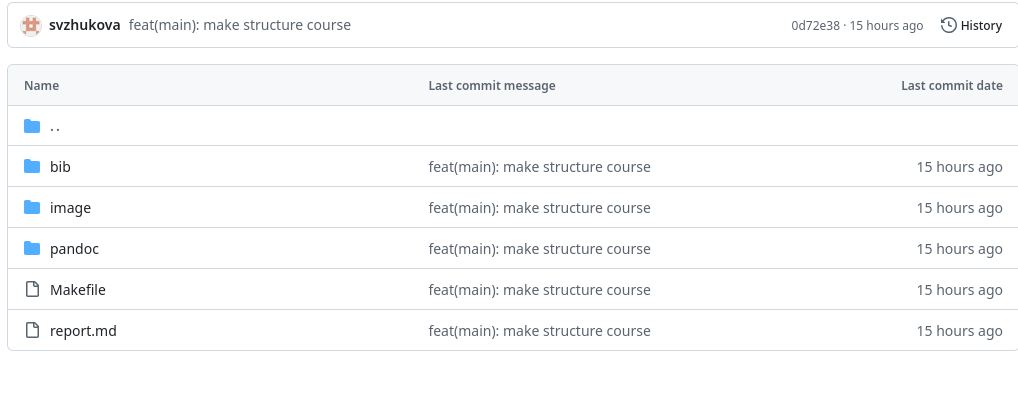 svzhukova feat(main): make structure course 0d72e38 · 15 hours ago History
Name Last commit message Last commit date
..
bib feat(main): make structure course 15 hours ago
image feat(main): make structure course 15 hours ago
pandoc feat(main): make structure course 15 hours ago
Makefile feat(main): make structure course 15 hours ago
report.md feat(main): make structure course 15 hours ago